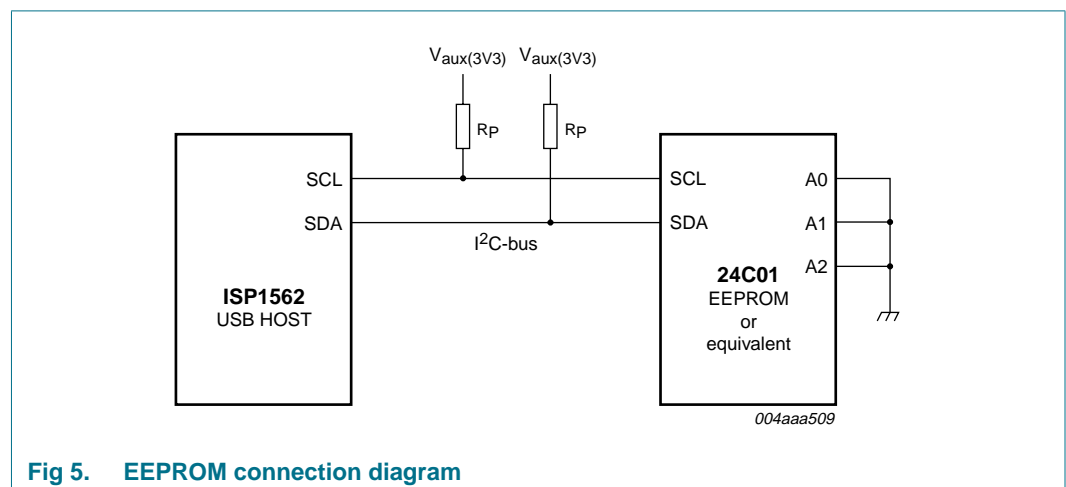 Vaux(3V3) Vaux(3V3)
RP RP
SCL SCL A0
SDA SDA A1
I2C-bus
A2
ISP1562
USB HOST
24C01
EEPROM
or
equivalent
004aaa509
Fig 5. EEPROM connection diagram